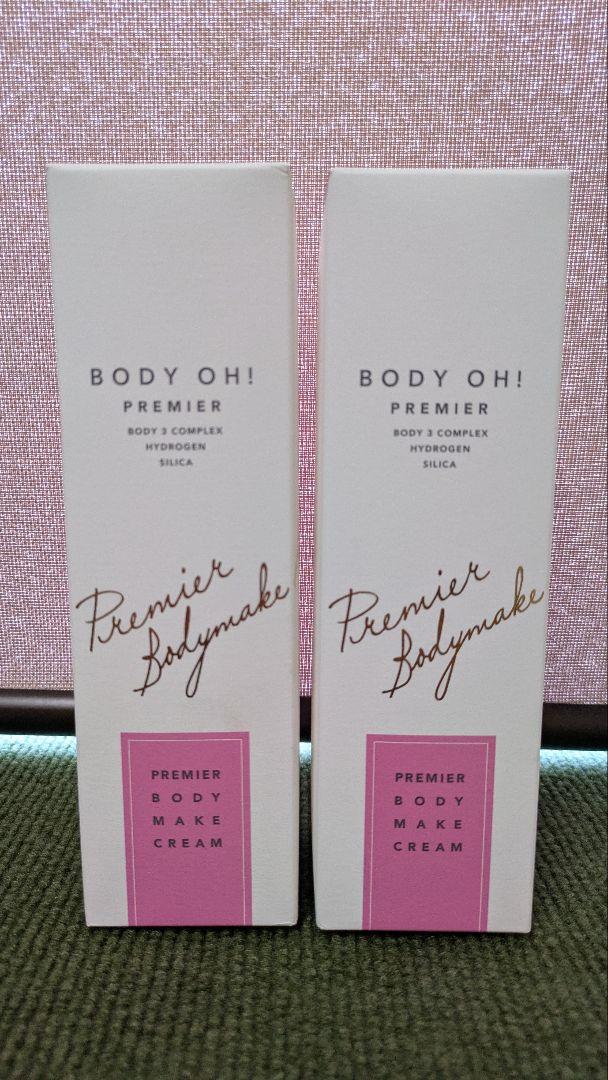 BODY OH!
PREMIER
BODY 3 COMPLEX
HYDROGEN
SILICA
Premier
Bodymake
PREMIER
BODY
MAKE
CREAM
BODY OH!
PREMIER
BODY 3 COMPLEX
HYDROGEN
SILICA
Premier
Bodymake
PREMIER
BODY
MAKE
CREAM